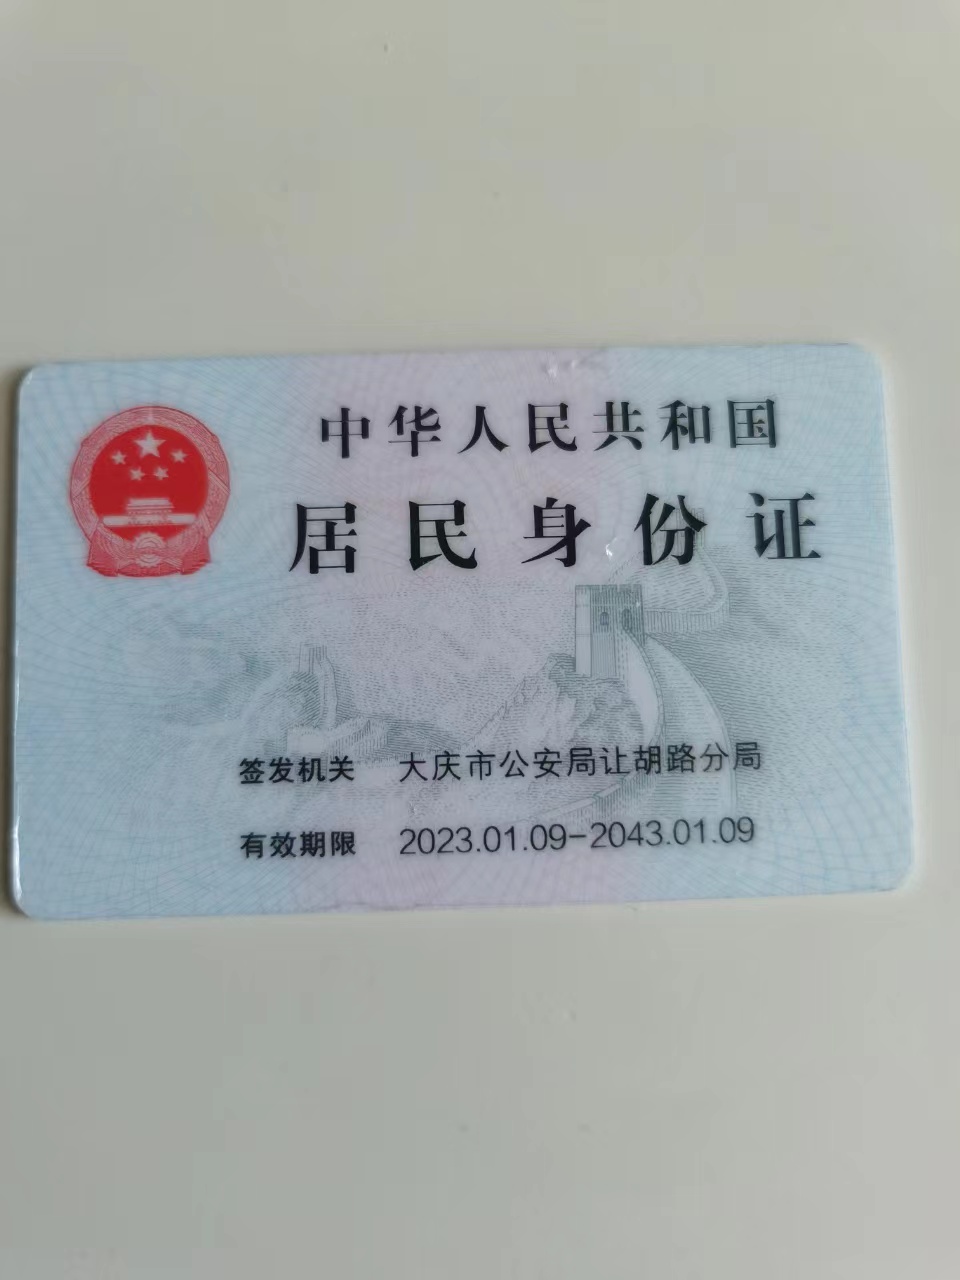 中华人民共和国
居民身份证
签发机关 大庆市公安局让胡路分局
有效期限 2023.01.09-2043.01.09